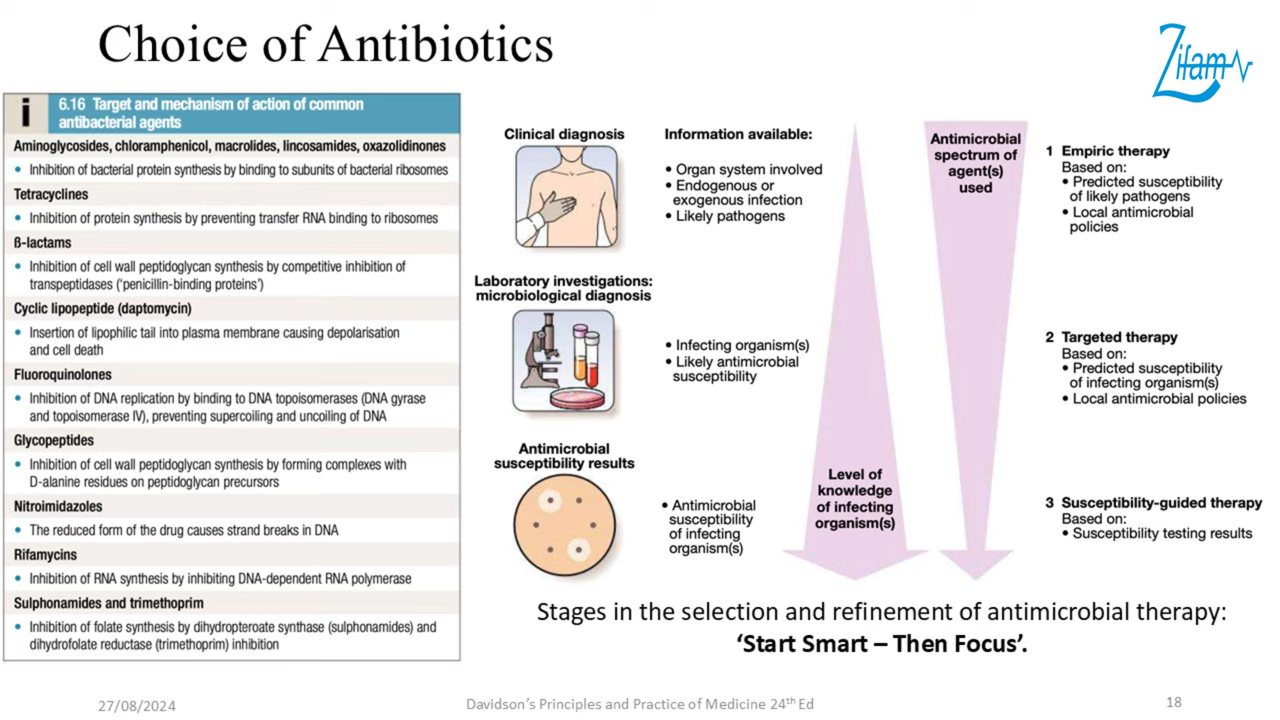 Choice of Antibiotics
Zifam
i
6.16 Target and mechanism of action of common
antibacterial agents
Aminoglycosides, chloramphenicol, macrolides, lincosamides, oxazolidinones
• Inhibition of bacterial protein synthesis by binding to subunits of bacterial ribosomes
Tetracyclines
• Inhibition of protein synthesis by preventing transfer RNA binding to ribosomes
ß-lactams
• Inhibition of cell wall peptidoglycan synthesis by competitive inhibition of
transpeptidases (‘penicillin-binding proteins’)
Cyclic lipopeptide (daptomycin)
• Insertion of lipophilic tail into plasma membrane causing depolarisation
and cell death
Fluoroquinolones
• Inhibition of DNA replication by binding to DNA topoisomerases (DNA gyrase
and topoisomerase IV), preventing supercoiling and uncoiling of DNA
Glycopeptides
• Inhibition of cell wall peptidoglycan synthesis by forming complexes with
D-alanine residues on peptidoglycan precursors
Nitroimidazoles
• The reduced form of the drug causes strand breaks in DNA
Rifamycins
• Inhibition of RNA synthesis by inhibiting DNA-dependent RNA polymerase
Sulphonamides and trimethoprim
• Inhibition of folate synthesis by dihydropteroate synthase (sulphonamides) and
dihydrofolate reductase (trimethoprim) inhibition
Clinical diagnosis
Information available:
• Organ system involved
• Endogenous or
exogenous infection
• Likely pathogens
Laboratory investigations:
microbiological diagnosis
• Infecting organism(s)
• Likely antimicrobial
susceptibility
Antimicrobial
susceptibility results
• Antimicrobial
susceptibility
of infecting
organism(s)
Level of
knowledge
of infecting
organism(s)
Antimicrobial
spectrum of
agent(s)
used
1 Empiric therapy
Based on:
• Predicted susceptibility
of likely pathogens
• Local antimicrobial
policies
2 Targeted therapy
Based on:
• Predicted susceptibility
of infecting organism(s)
• Local antimicrobial policies
3 Susceptibility-guided therapy
Based on:
• Susceptibility testing results
Stages in the selection and refinement of antimicrobial therapy:
‘Start Smart – Then Focus’.
27/08/2024
Davidson’s Principles and Practice of Medicine 24th Ed
18